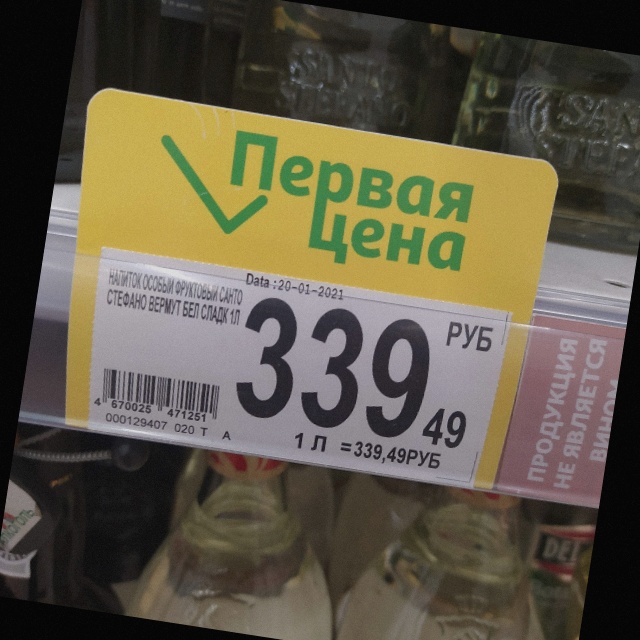 Первая
цена
Data :20-01-2021
НАПИТОК ОСОБЫЙ ФРУКТОВЫЙ САНТО
СТЕФАНО ВЕРМУТ БЕЛ СЛАДК 1Л
339
49
РУБ
4 670025 471251
000129407 020 Т А
1 Л =339,49РУБ
ПРОДУКЦИЯ
НЕ ЯВЛЯЕТСЯ
ВИНОМ